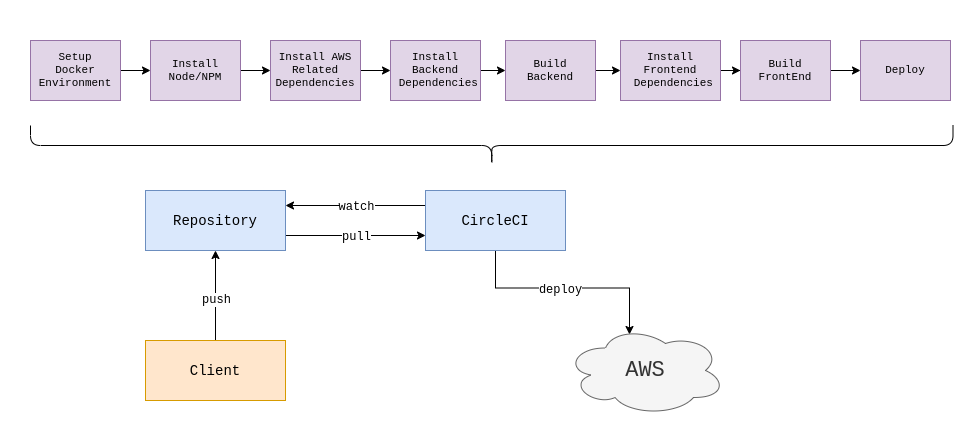 Setup
Docker
Environment
Install
Node/NPM
Install AWS
Related
Dependencies
Install
Backend
Dependencies
Build
Backend
Install
Frontend
Dependencies
Build
FrontEnd
Deploy
Repository
watch
pull
CircleCI
push
deploy
Client
AWS